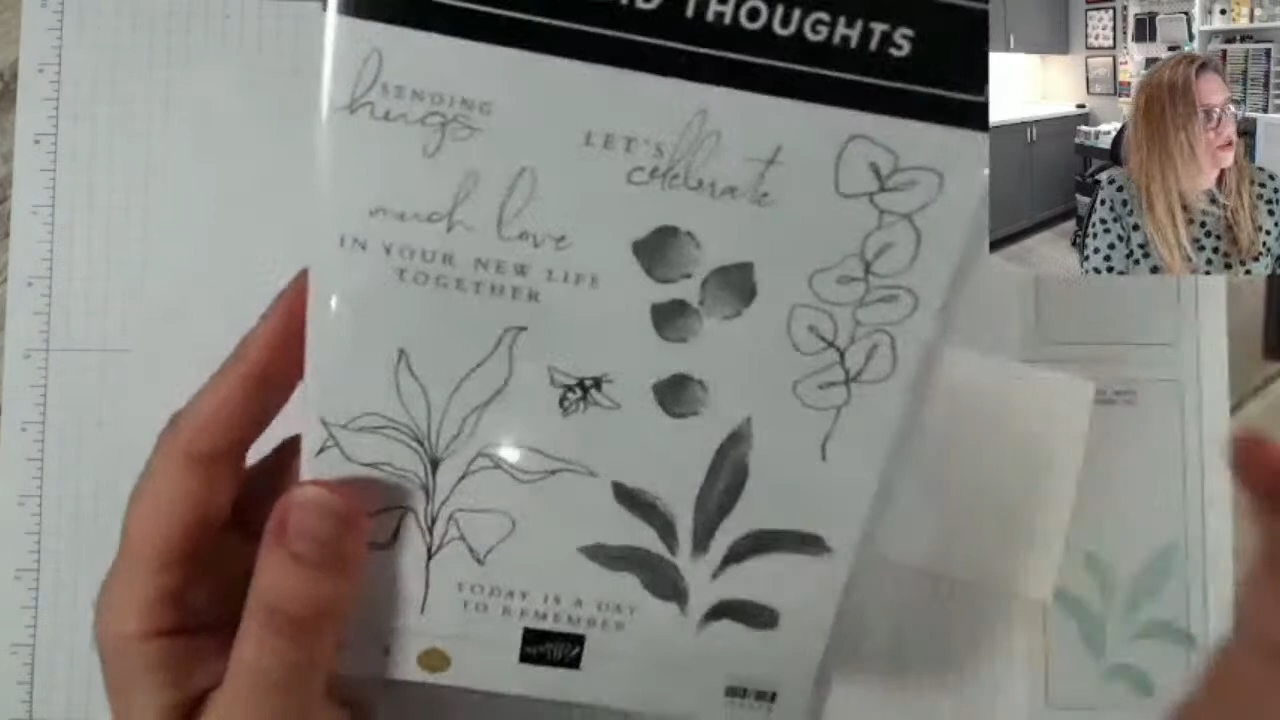 THOUGHTS
SENDING
hugs
LET'S
celebrate
much love
IN YOUR NEW LIFE
TOGETHER
TODAY IS A DAY
TO REMEMBER